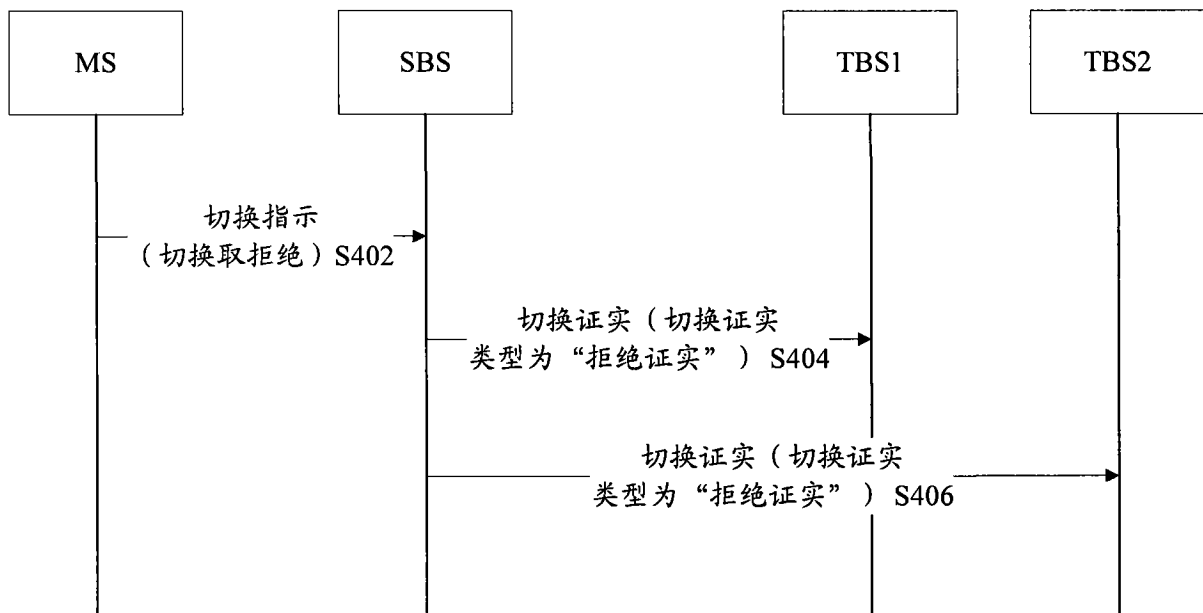 MS
SBS
TBS1
TBS2
切换指示
（切换取拒绝）S402
切换证实（切换证实
类型为“拒绝证实”）S404
切换证实（切换证实
类型为“拒绝证实”）S406